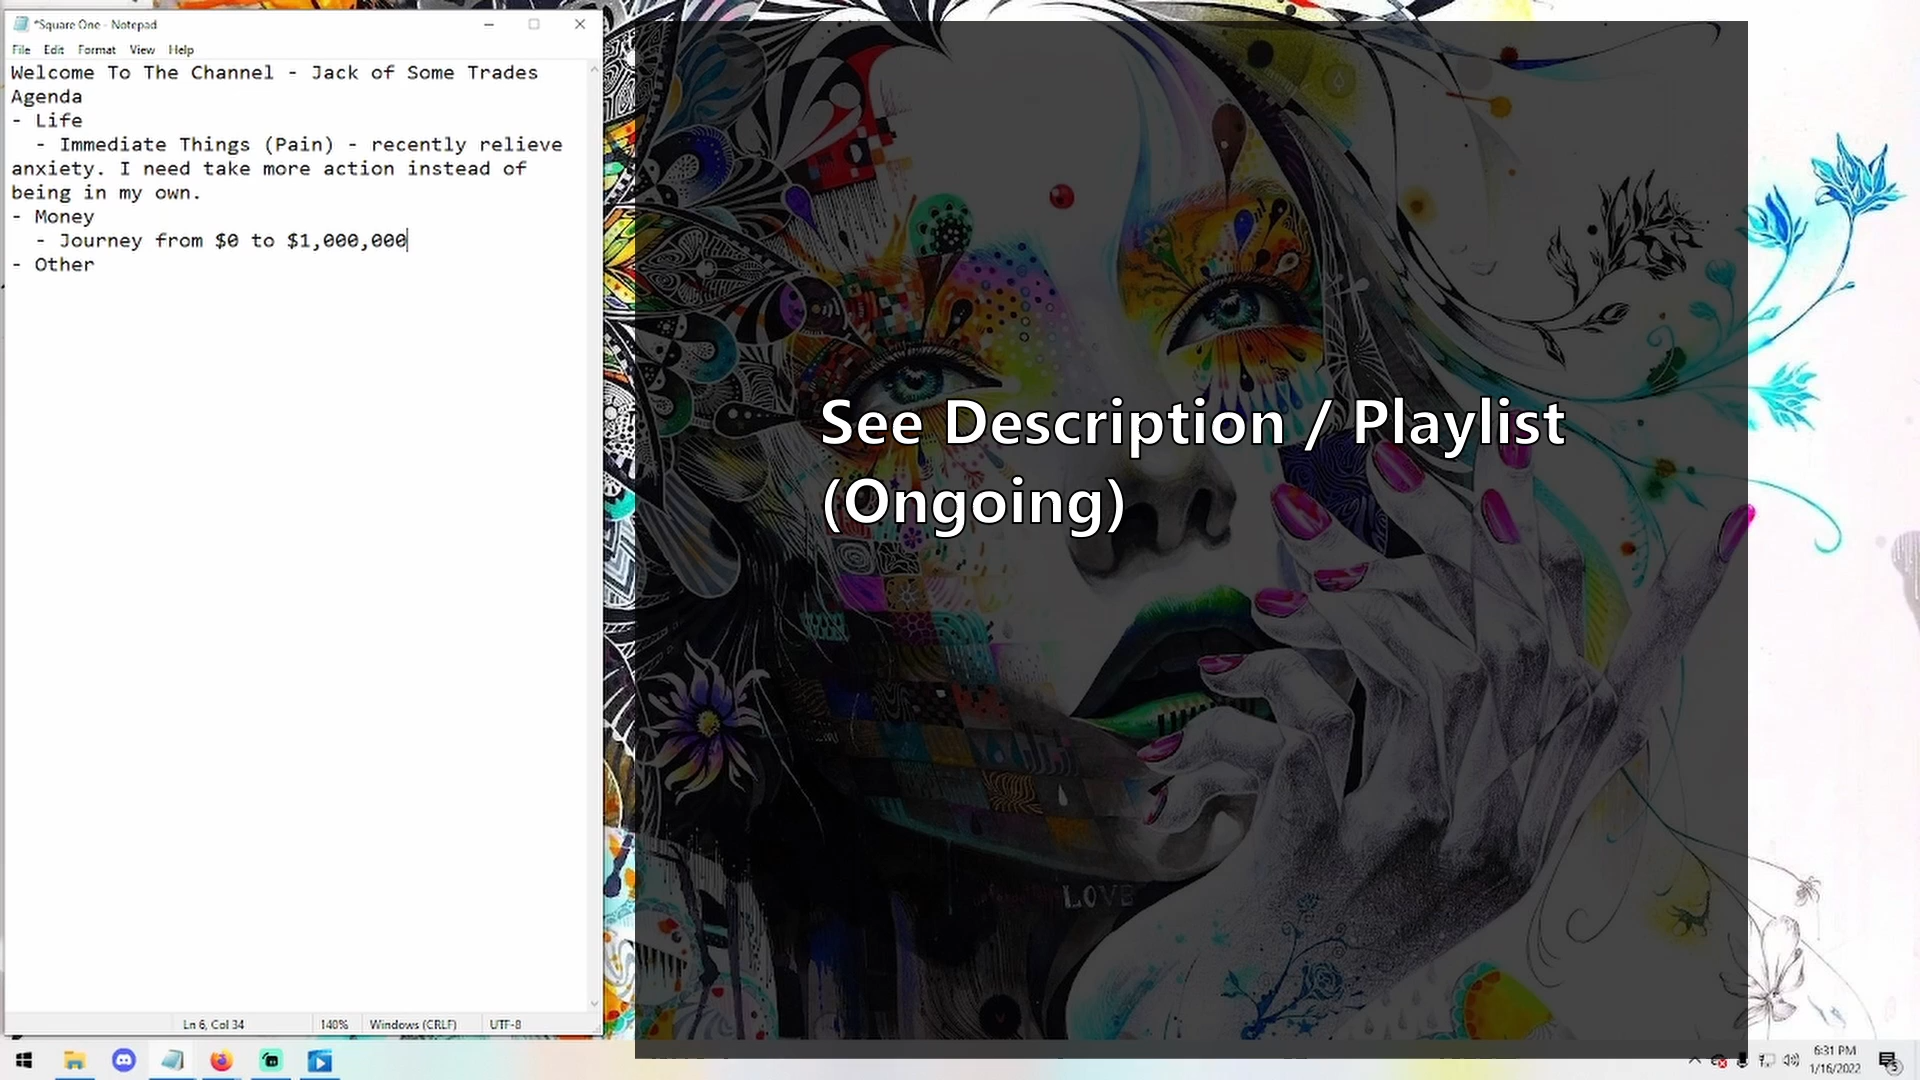 *Square One - Notepad
File Edit Format View Help
Welcome To The Channel - Jack of Some Trades
Agenda
- Life
- Immediate Things (Pain) - recently relieve
anxiety. I need take more action instead of
being in my own.
- Money
- Journey from $0 to $1,000,000
- Other
See Description / Playlist
(Ongoing)
LOVE
Ln 6, Col 34 140% Windows (CRLF) UTF-8
6:31 PM
1/16/2022
5